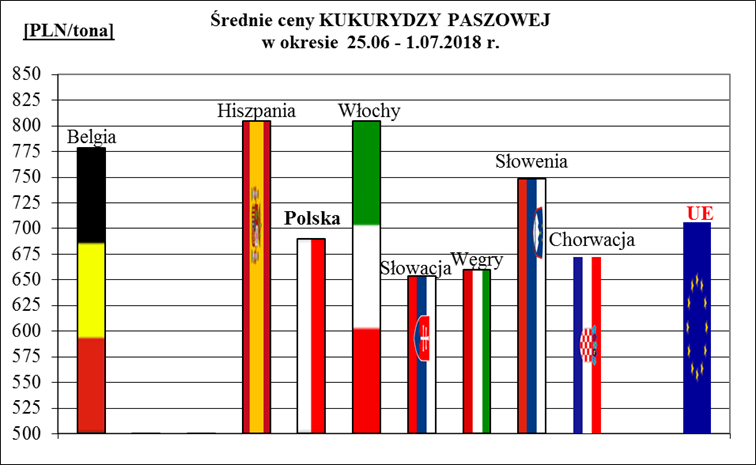 Średnie ceny KUKURYDZY PASZOWEJ
w okresie 25.06 - 1.07.2018 r.
[PLN/tona]
850
825
800
775
750
725
700
675
650
625
600
575
550
525
500
Belgia
Hiszpania
Polska
Włochy
Słowacja
Węgry
Słowenia
Chorwacja
UE